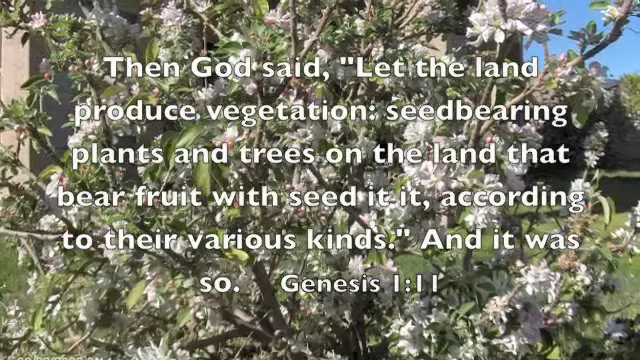 Then God said, "Let the land
produce vegetation: seedbearing
plants and trees on the land that
bear fruit with seed it it, according
to their various kinds." And it was
so. Genesis 1:11